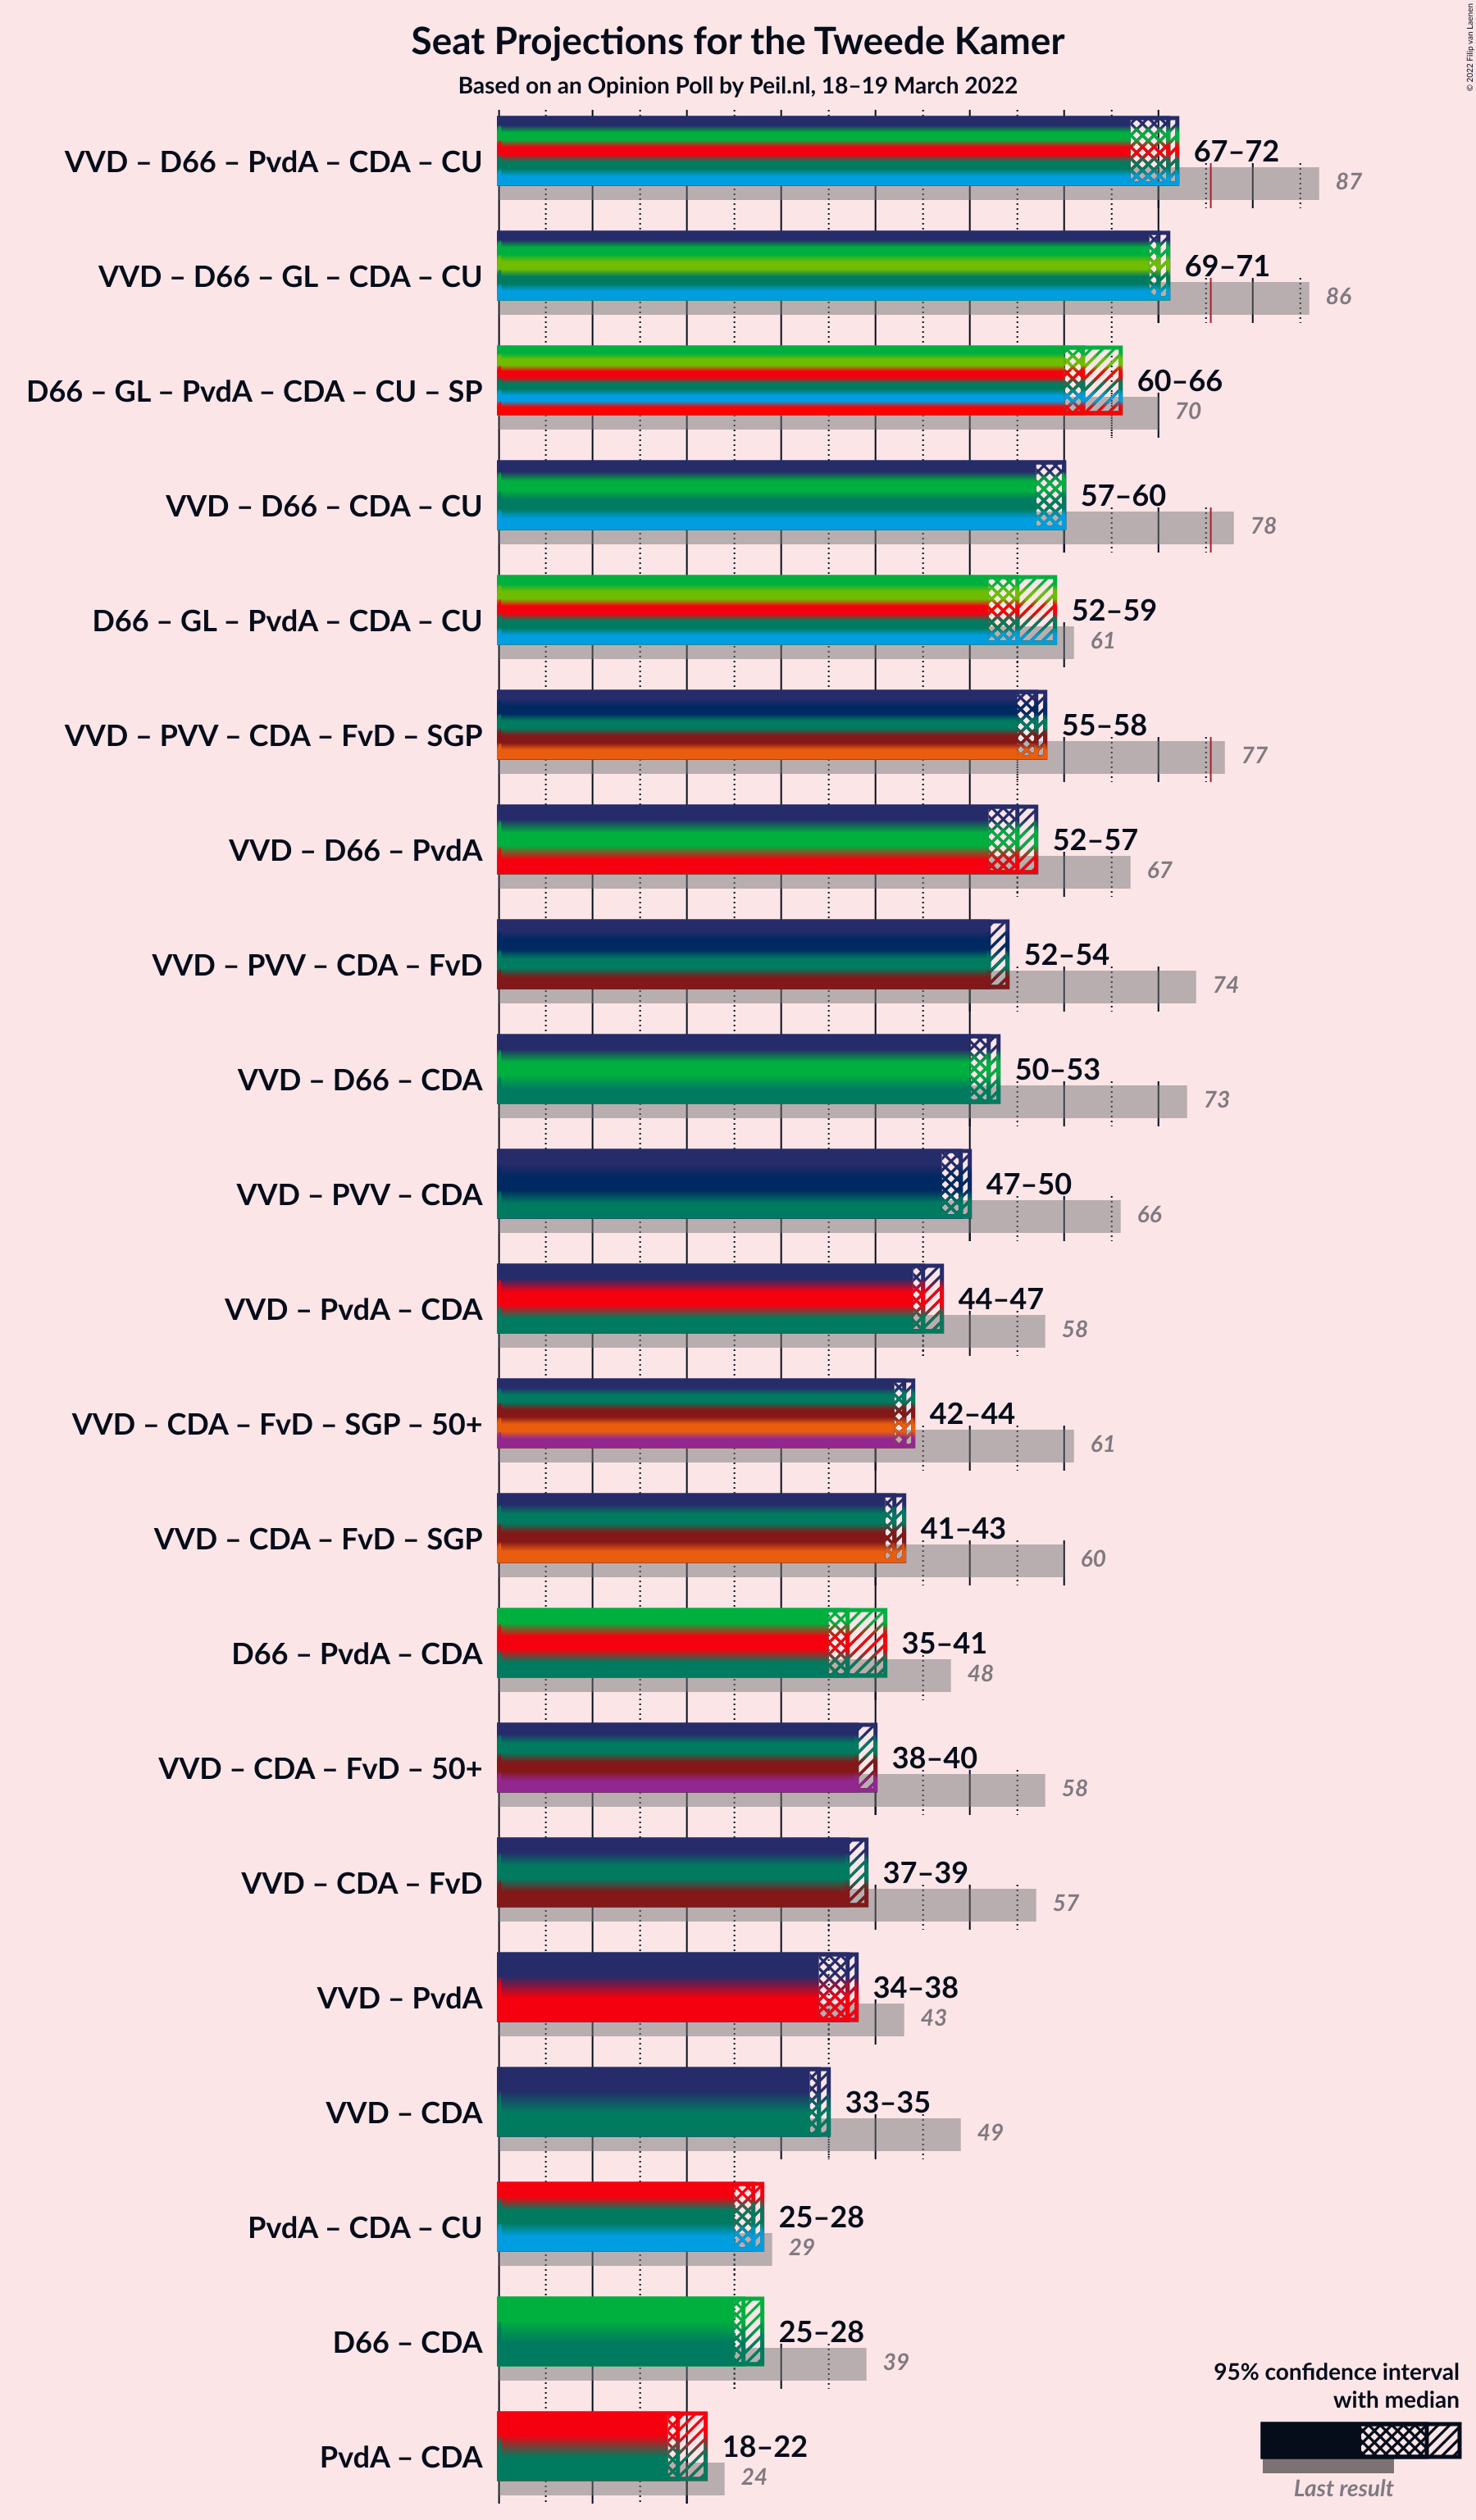 © 2022 Filip van Laenen
Seat Projections for the Tweede Kamer
Based on an Opinion Poll by Peil.nl, 18–19 March 2022
VVD – D66 – PvdA – CDA – CU
67–72
87
VVD – D66 – GL – CDA – CU
69–71
86
D66 – GL – PvdA – CDA – CU – SP
60–66
70
VVD – D66 – CDA – CU
57–60
78
D66 – GL – PvdA – CDA – CU
52–59
61
VVD – PVV – CDA – FvD – SGP
55–58
77
VVD – D66 – PvdA
52–57
67
VVD – PVV – CDA – FvD
52–54
74
VVD – D66 – CDA
50–53
73
VVD – PVV – CDA
47–50
66
VVD – PvdA – CDA
44–47
58
VVD – CDA – FvD – SGP – 50+
42–44
61
VVD – CDA – FvD – SGP
41–43
60
D66 – PvdA – CDA
35–41
48
VVD – CDA – FvD – 50+
38–40
58
VVD – CDA – FvD
37–39
57
VVD – PvdA
34–38
43
VVD – CDA
33–35
49
PvdA – CDA – CU
25–28
29
D66 – CDA
25–28
39
PvdA – CDA
18–22
24
95% confidence interval
with median
Last result